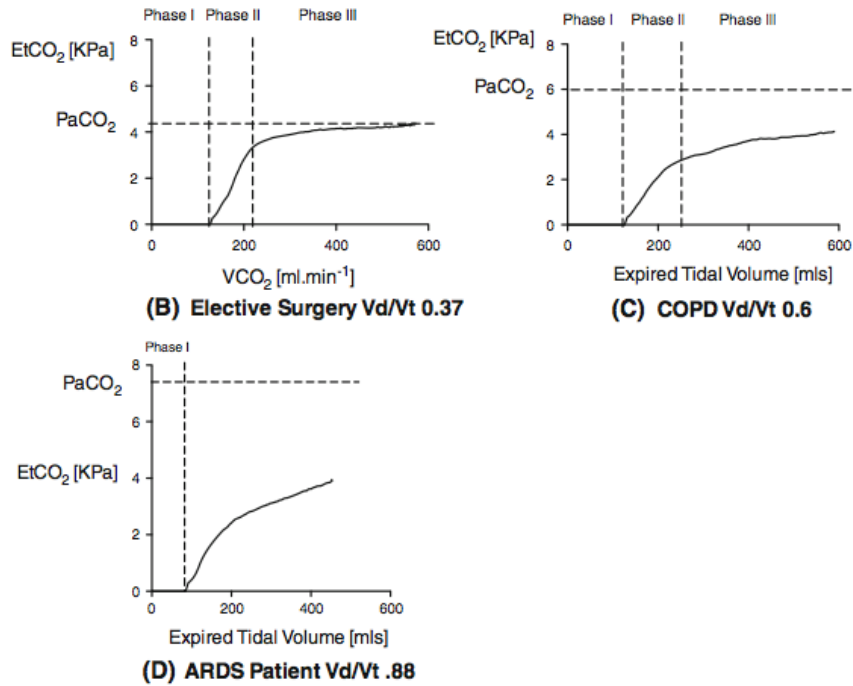 Phase I Phase II Phase III
EtCO2 [KPa]
8
6
PaCO2
4
2
0
0 200 400 600
VCO2 [ml.min-1]
(B) Elective Surgery Vd/Vt 0.37
Phase I Phase II Phase III
EtCO2 [KPa]
8
PaCO2
6
4
2
0
0 200 400 600
Expired Tidal Volume [mls]
(C) COPD Vd/Vt 0.6
Phase I
8
PaCO2
6
EtCO2 [KPa]
4
2
0
0 200 400 600
Expired Tidal Volume [mls]
(D) ARDS Patient Vd/Vt .88